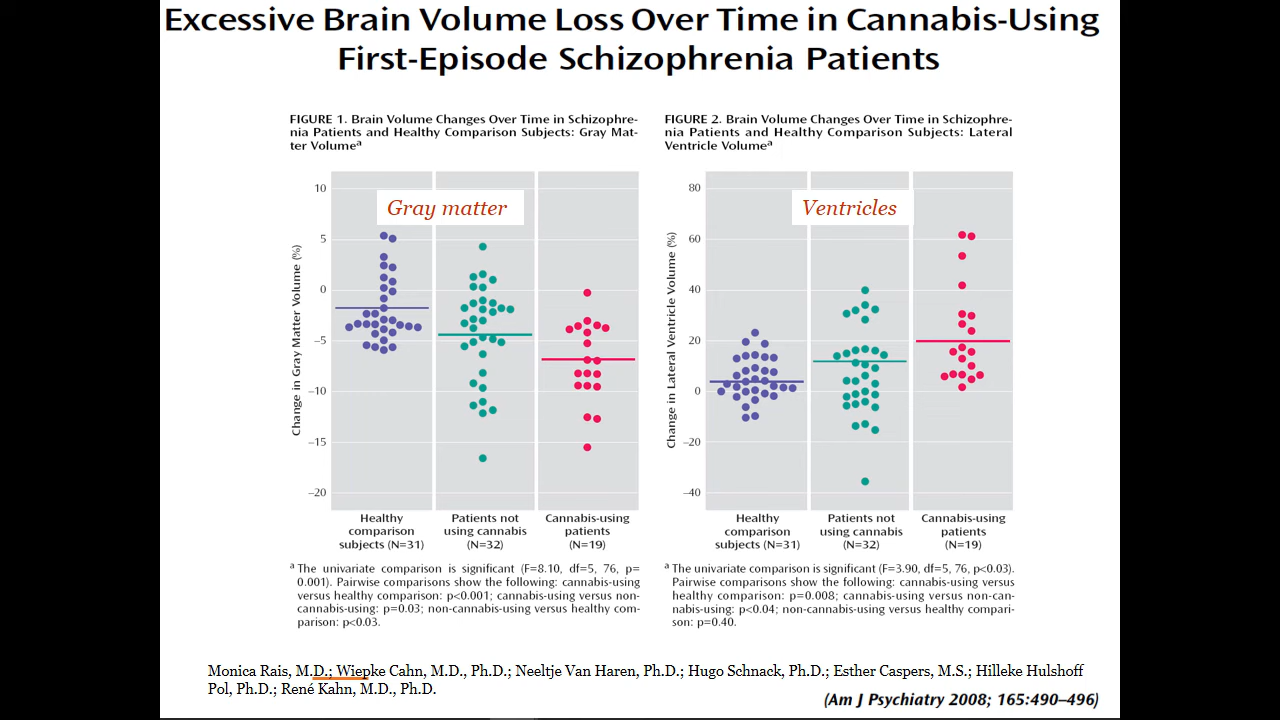 Excessive Brain Volume Loss Over Time in Cannabis-Using
First-Episode Schizophrenia Patients
FIGURE 1. Brain Volume Changes Over Time in Schizophre-
nia Patients and Healthy Comparison Subjects: Gray Mat-
ter Volumeª
10
5
0
–5
–10
–15
–20
Change in Gray Matter Volume (%)
Gray matter
Healthy
comparison
subjects (N=31)
Patients not
using cannabis
(N=32)
Cannabis-using
patients
(N=19)
ª The univariate comparison is significant (F=8.10, df=5, 76, p=
0.001). Pairwise comparisons show the following: cannabis-using
versus healthy comparison: p<0.001; cannabis-using versus non-
cannabis-using: p=0.03; non-cannabis-using versus healthy com-
parison: p<0.03.
FIGURE 2. Brain Volume Changes Over Time in Schizophre-
nia Patients and Healthy Comparison Subjects: Lateral
Ventricle Volumeª
80
60
40
20
0
–20
–40
Change in Lateral Ventricle Volume (%)
Ventricles
Healthy
comparison
subjects (N=31)
Patients not
using cannabis
(N=32)
Cannabis-using
patients
(N=19)
ª The univariate comparison is significant (F=3.90, df=5, 76, p<0.03).
Pairwise comparisons show the following: cannabis-using versus
healthy comparison: p=0.008; cannabis-using versus non-can-
nabis-using: p<0.04; non-cannabis-using versus healthy compari-
son: p=0.40.
Monica Rais, M.D.; Wiepke Cahn, M.D., Ph.D.; Neeltje Van Haren, Ph.D.; Hugo Schnack, Ph.D.; Esther Caspers, M.S.; Hilleke Hulshoff
Pol, Ph.D.; René Kahn, M.D., Ph.D.
(Am J Psychiatry 2008; 165:490–496)